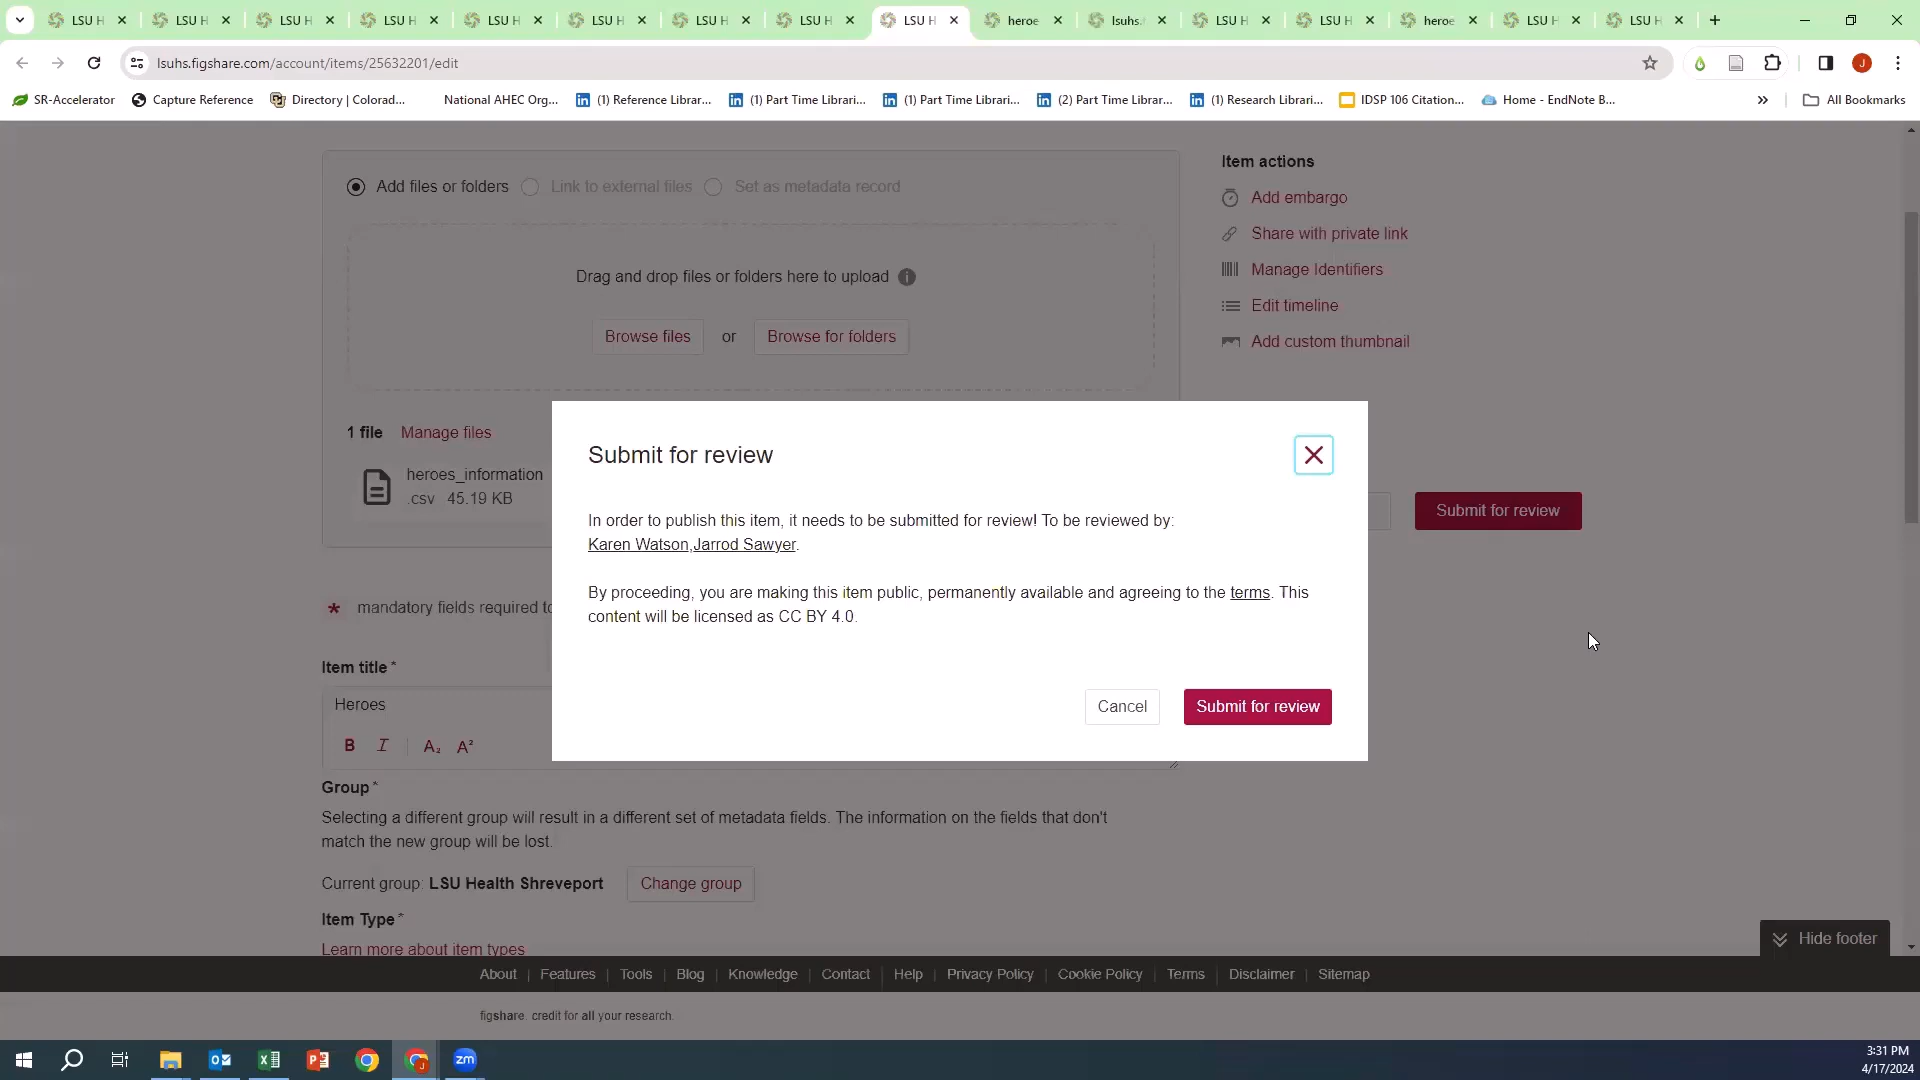 LSU H
LSU H
LSU H
LSU H
LSU H
LSU H
LSU H
LSU H
LSU H
heroe
lsuhs.
LSU H
LSU H
heroe
LSU H
LSU H
lsuhs.figshare.com/account/items/25632201/edit
J
SR-Accelerator
Capture Reference
Directory | Colorad...
National AHEC Org...
(1) Reference Librar...
(1) Part Time Librari...
(1) Part Time Librari...
(2) Part Time Librar...
(1) Research Librari...
IDSP 106 Citation...
Home - EndNote B...
All Bookmarks
Add files or folders
Link to external files
Set as metadata record
Drag and drop files or folders here to upload
Browse files or Browse for folders
1 file Manage files
heroes_information
.csv 45.19 KB
Item actions
Add embargo
Share with private link
Manage Identifiers
Edit timeline
Add custom thumbnail
Submit for review
Submit for review
In order to publish this item, it needs to be submitted for review! To be reviewed by:
Karen Watson,Jarrod Sawyer.
By proceeding, you are making this item public, permanently available and agreeing to the terms. This
content will be licensed as CC BY 4.0.
Cancel
Submit for review
* mandatory fields required to
Item title *
Heroes
B I A₂ A²
Group *
Selecting a different group will result in a different set of metadata fields. The information on the fields that don't
match the new group will be lost.
Current group: LSU Health Shreveport Change group
Item Type *
Learn more about item types
Hide footer
About | Features | Tools | Blog | Knowledge | Contact | Help | Privacy Policy | Cookie Policy | Terms | Disclaimer | Sitemap
figshare. credit for all your research.
zm
3:31 PM
4/17/2024